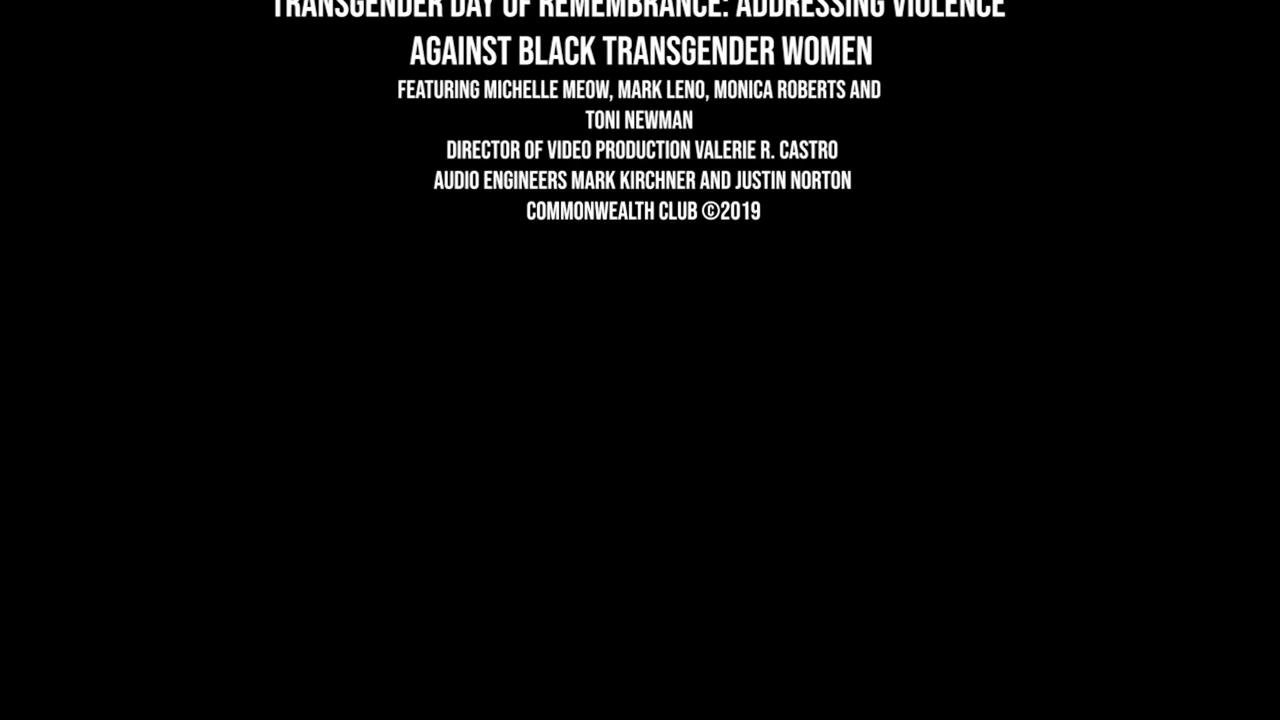 TRANSGENDER DAY OF REMEMBRANCE: ADDRESSING VIOLENCE
AGAINST BLACK TRANSGENDER WOMEN
FEATURING MICHELLE MEOW, MARK LENO, MONICA ROBERTS AND
TONI NEWMAN
DIRECTOR OF VIDEO PRODUCTION VALERIE R. CASTRO
AUDIO ENGINEERS MARK KIRCHNER AND JUSTIN NORTON
COMMONWEALTH CLUB ©2019